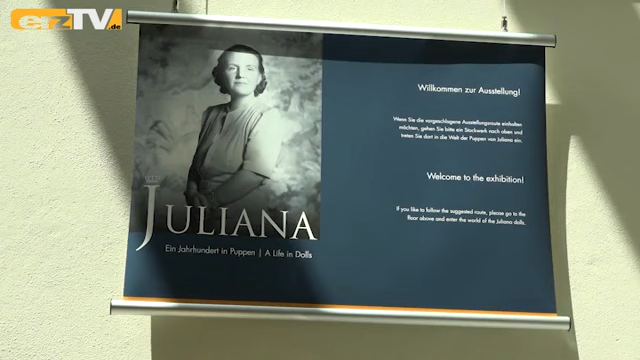 erzTV.de
Willkommen zur Ausstellung!
Wenn Sie die vorgeschlagene Ausstellungsroute einhalten
möchten, gehen Sie bitte ein Stockwerk nach oben und
treten Sie dort in die Welt der Puppen von Juliana ein.
Welcome to the exhibition!
If you like to follow the suggested route, please go to the
floor above and enter the world of the Juliana dolls.
JULIANA
Ein Jahrhundert in Puppen | A Life in Dolls